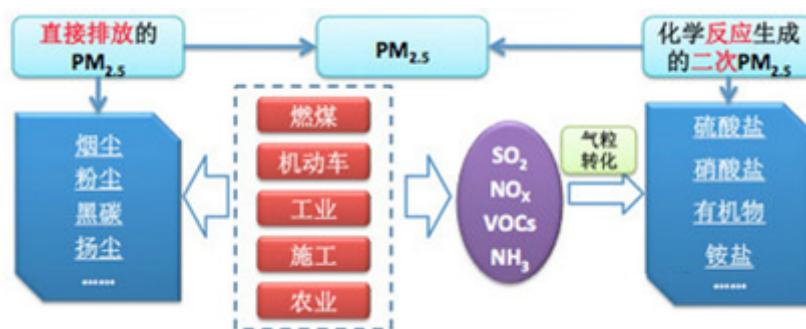 直接排放的
PM2.5
PM2.5
化学反应生成
的二次PM2.5
烟尘
粉尘
黑碳
扬尘
……
燃煤
机动车
工业
施工
农业
SO2
NOX
VOCs
NH3
气粒
转化
硫酸盐
硝酸盐
有机物
铵盐
……